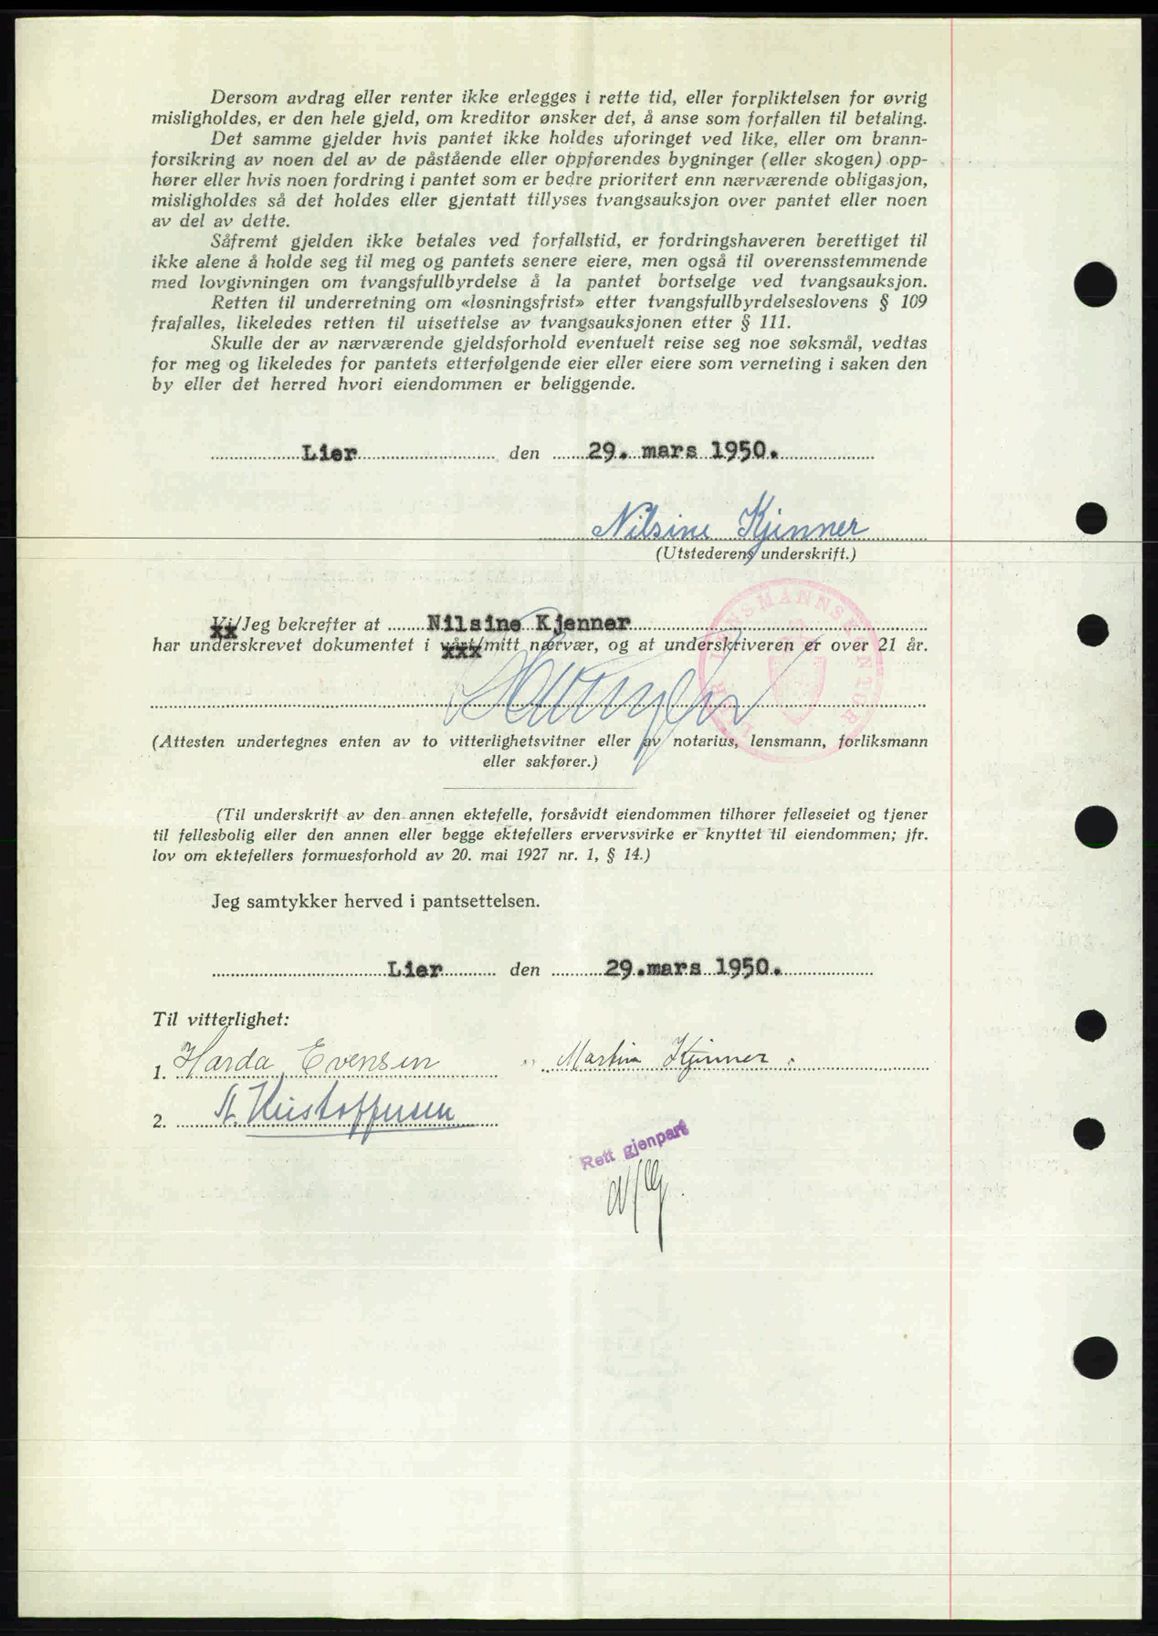 Dersom avdrag eller renter ikke erlegges i rette tid, eller forpliktelsen for øvrig
misligholdes, er den hele gjeld, om kreditor ønsker det, å anse som forfallen til betaling.
Det samme gjelder hvis pantet ikke holdes uforinget ved like, eller om brann-
forsikring av noen del av de påstående eller oppførendes bygninger (eller skogen) opp-
hører eller hvis noen fordring i pantet som er bedre prioritert enn nærværende obligasjon,
misligholdes så det holdes eller gjentatt tillyses tvangsauksjon over pantet eller noen
av del av dette.
Såfremt gjelden ikke betales ved forfallstid, er fordringshaveren berettiget til
ikke alene å holde seg til meg og pantets senere eiere, men også til overensstemmende
med lovgivningen om tvangsfullbyrdelse å la pantet bortselge ved tvangsauksjon.
Retten til underretning om «løsningsfrist» etter tvangsfullbyrdelseslovens § 109
frafalles, likeledes retten til utsettelse av tvangsauksjonen etter § 111.
Skulle der av nærværende gjeldsforhold eventuelt reise seg noe søksmål, vedtas
for meg og likeledes for pantets etterfølgende eier eller eiere som verneting i saken den
by eller det herred hvori eiendommen er beliggende.
Lier den 29. mars 1950.
Nilsine Kjenner
(Utstederens underskrift.)
Vi/Jeg bekrefter at Nilsine Kjenner
har underskrevet dokumentet i vårt/mitt nærvær, og at underskriveren er over 21 år.
LIER LENSMANNSKONTOR
(Attesten undertegnes enten av to vitterlighetsvitner eller av notarius, lensmann, forliksmann
eller sakfører.)
(Til underskrift av den annen ektefelle, forsåvidt eiendommen tilhører felleseiet og tjener
til fellesbolig eller den annen eller begge ektefellers ervervsvirke er knyttet til eiendommen; jfr.
lov om ektefellers formuesforhold av 20. mai 1927 nr. 1, § 14.)
Jeg samtykker herved i pantsettelsen.
Lier den 29. mars 1950.
Til vitterlighet:
1. Harda Evensen Martin Kjenner
2. St. Kristoffersen
Rett gjenpart